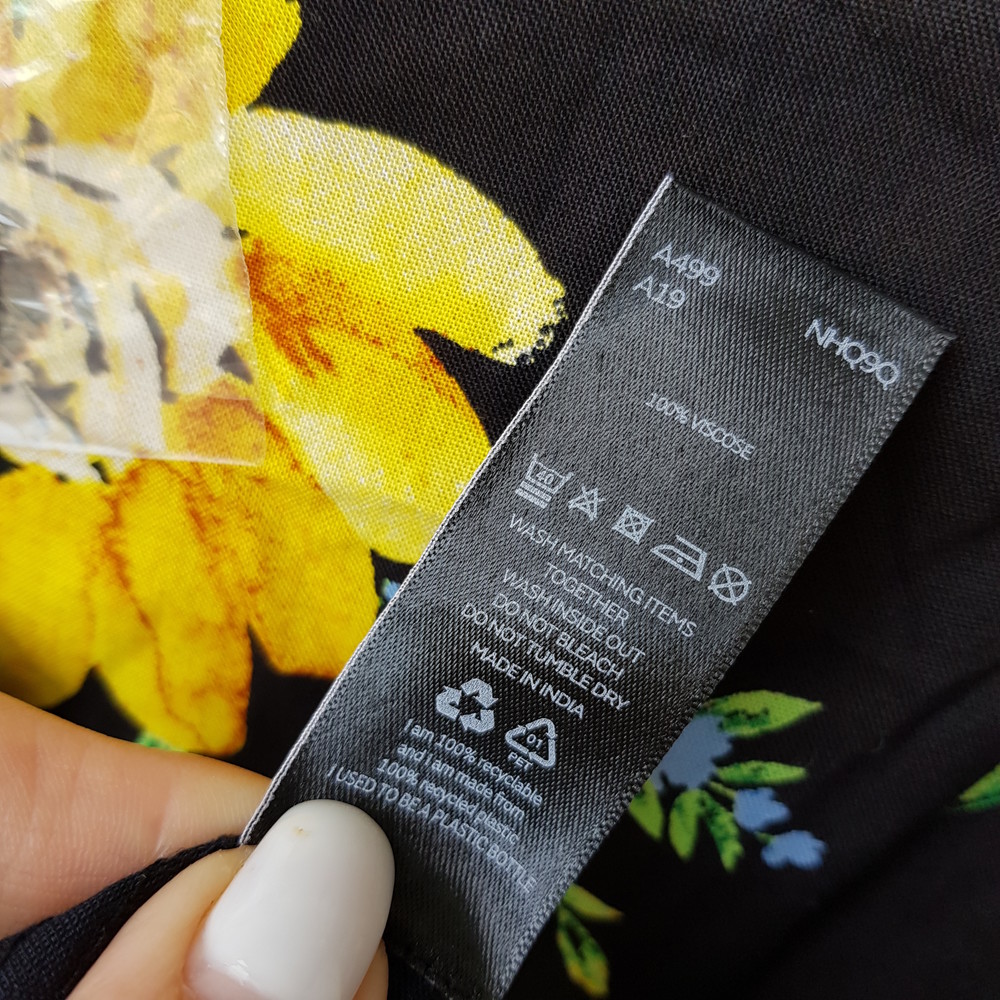 A499
A19
NHQ9Q
100% VISCOSE
WASH MATCHING ITEMS
TOGETHER
WASH INSIDE OUT
DO NOT BLEACH
DO NOT TUMBLE DRY
MADE IN INDIA
01
PET
I am 100% recyclable
and I am made from
100% recycled plastic
I USED TO BE A PLASTIC BOTTLE